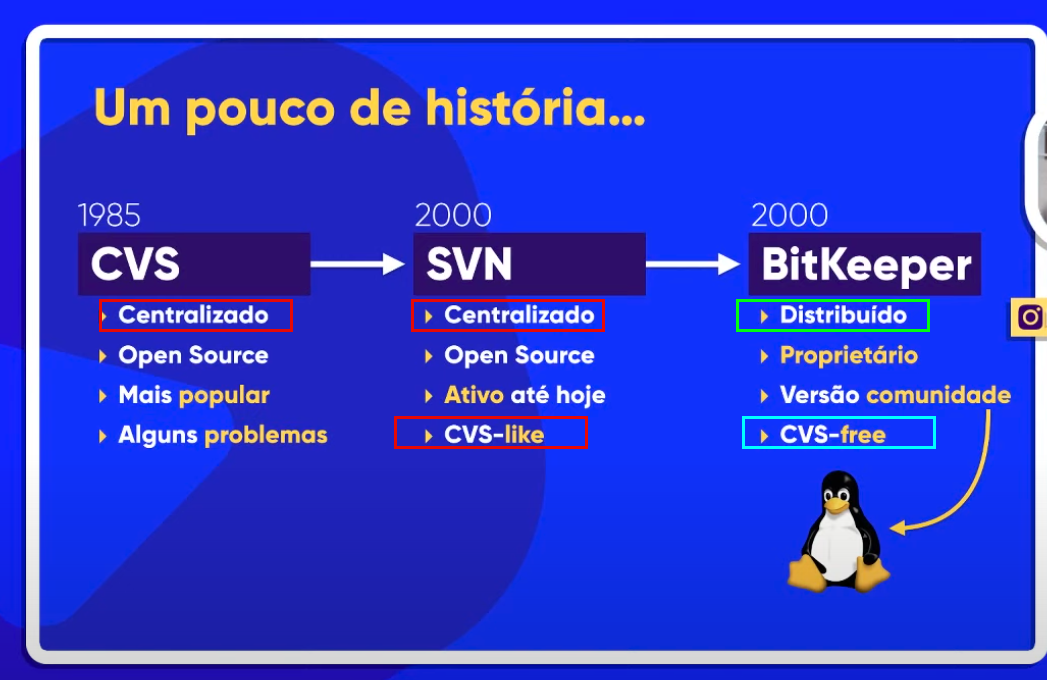 Um pouco de história...
1985
CVS
Centralizado
Open Source
Mais popular
Alguns problemas
2000
SVN
Centralizado
Open Source
Ativo até hoje
CVS-like
2000
BitKeeper
Distribuído
Proprietário
Versão comunidade
CVS-free